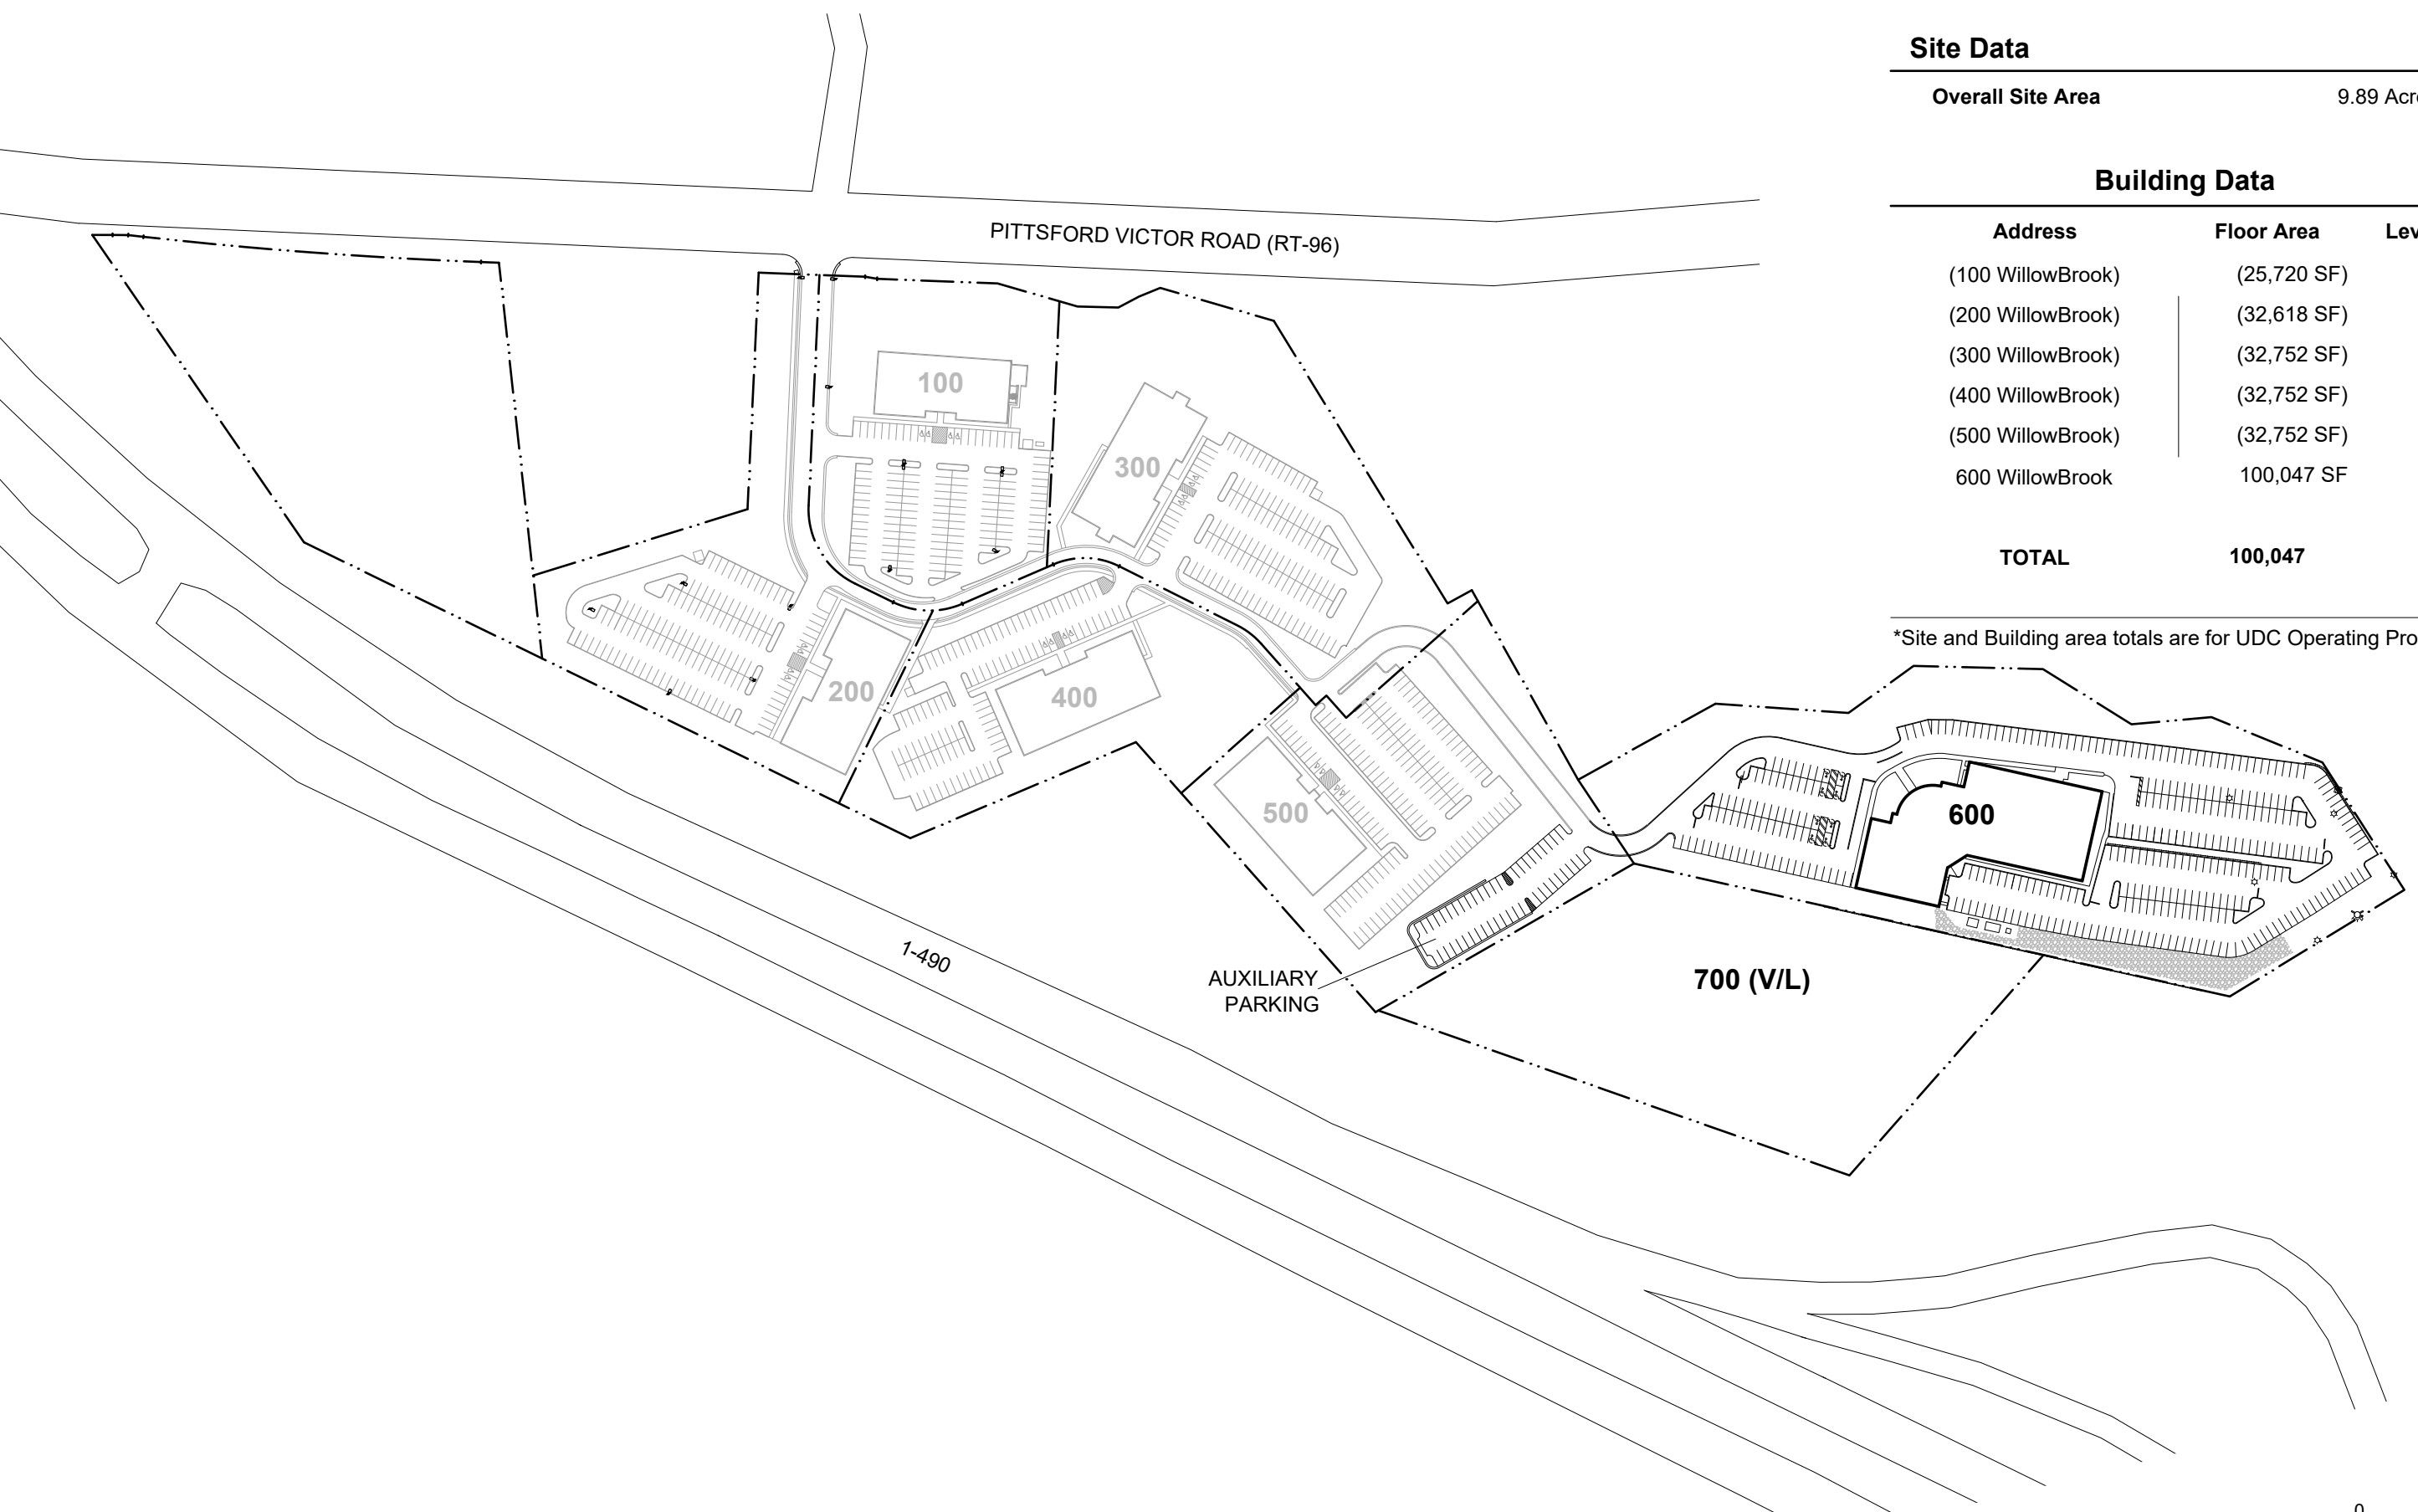 Site Data
Overall Site Area 9.89 Acr
Building Data
Address Floor Area Lev
(100 WillowBrook) (25,720 SF)
(200 WillowBrook) (32,618 SF)
(300 WillowBrook) (32,752 SF)
(400 WillowBrook) (32,752 SF)
(500 WillowBrook) (32,752 SF)
600 WillowBrook 100,047 SF
TOTAL 100,047
*Site and Building area totals are for UDC Operating Pro
PITTSFORD VICTOR ROAD (RT-96)
100
300
200
400
500
600
700 (V/L)
AUXILIARY
PARKING
1-490
0